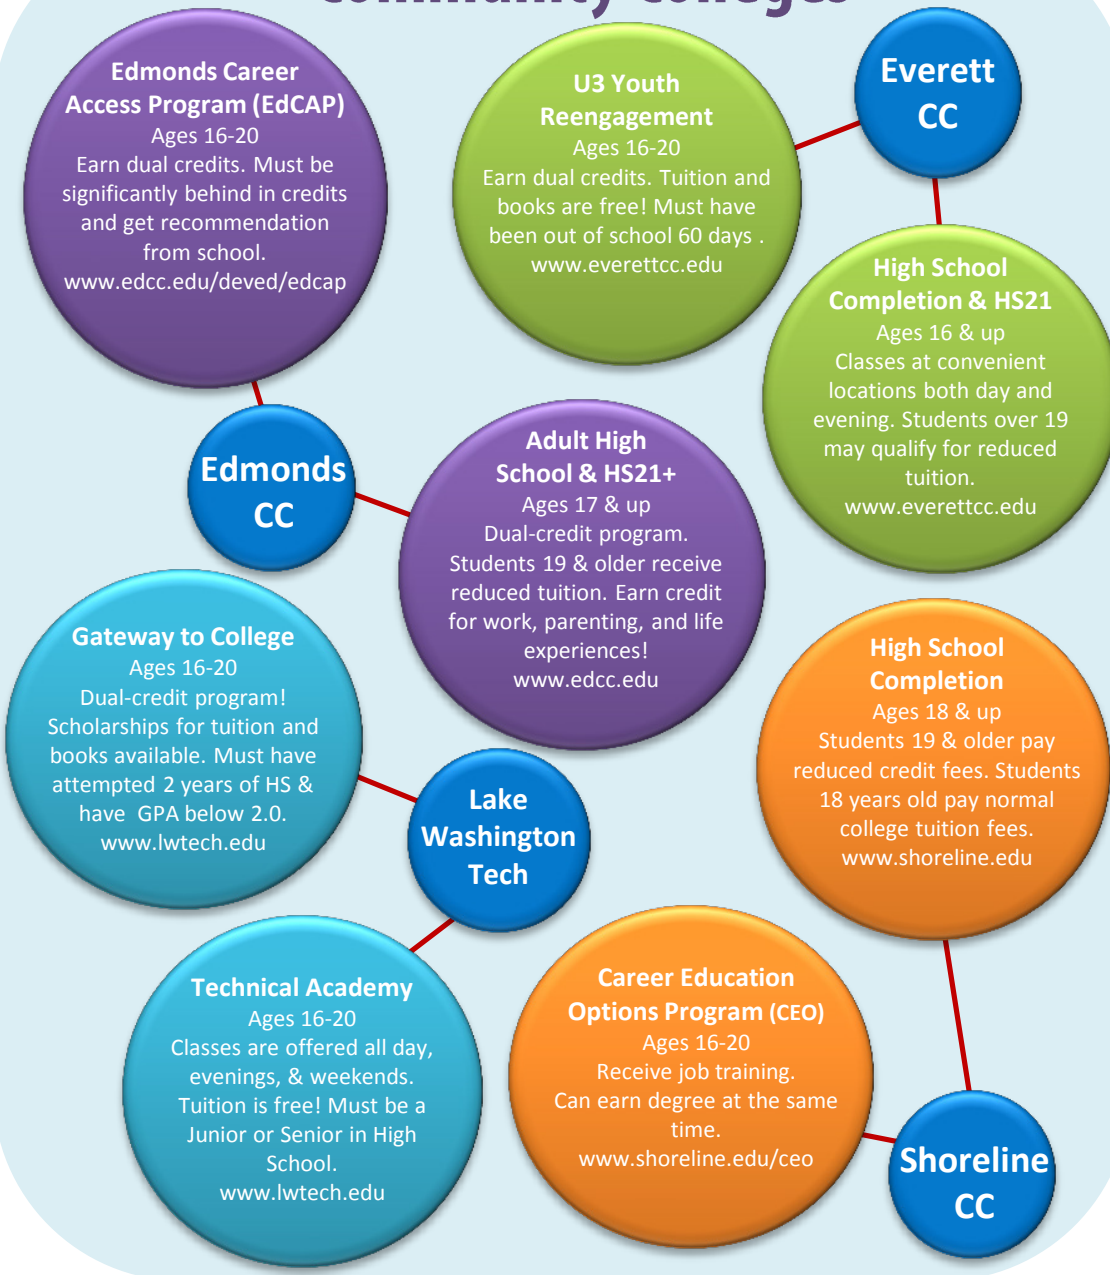 Community Colleges
Edmonds Career
Access Program (EdCAP)
Ages 16-20
Earn dual credits. Must be
significantly behind in credits
and get recommendation
from school.
www.edcc.edu/deved/edcap
U3 Youth
Reengagement
Ages 16-20
Earn dual credits. Tuition and
books are free! Must have
been out of school 60 days .
www.everettcc.edu
Everett
CC
High School
Completion & HS21
Ages 16 & up
Classes at convenient
locations both day and
evening. Students over 19
may qualify for reduced
tuition.
www.everettcc.edu
Edmonds
CC
Adult High
School & HS21+
Ages 17 & up
Dual-credit program.
Students 19 & older receive
reduced tuition. Earn credit
for work, parenting, and life
experiences!
www.edcc.edu
Gateway to College
Ages 16-20
Dual-credit program!
Scholarships for tuition and
books available. Must have
attempted 2 years of HS &
have  GPA below 2.0.
www.lwtech.edu
Lake
Washington
Tech
High School
Completion
Ages 18 & up
Students 19 & older pay
reduced credit fees. Students
18 years old pay normal
college tuition fees.
www.shoreline.edu
Technical Academy
Ages 16-20
Classes are offered all day,
evenings, & weekends.
Tuition is free! Must be a
Junior or Senior in High
School.
www.lwtech.edu
Career Education
Options Program (CEO)
Ages 16-20
Receive job training.
Can earn degree at the same
time.
www.shoreline.edu/ceo
Shoreline
CC